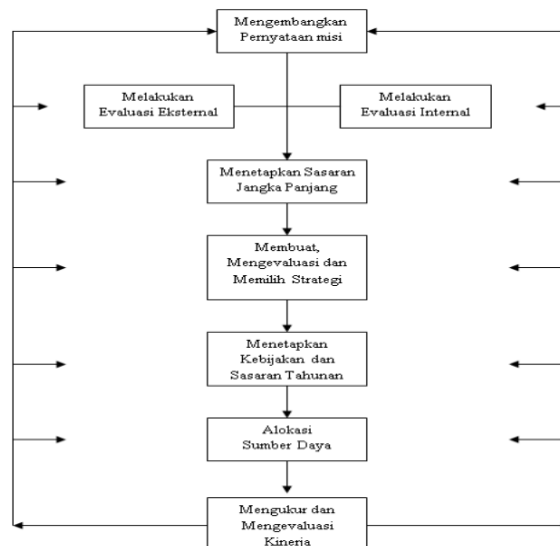 Mengembangkan
Pernyataan misi
Melakukan
Evaluasi Eksternal
Melakukan
Evaluasi Internal
Menetapkan Sasaran
Jangka Panjang
Membuat,
Mengevaluasi dan
Memilih Strategi
Menetapkan
Kebijakan dan
Sasaran Tahunan
Alokasi
Sumber Daya
Mengukur dan
Mengevaluasi
Kinerja